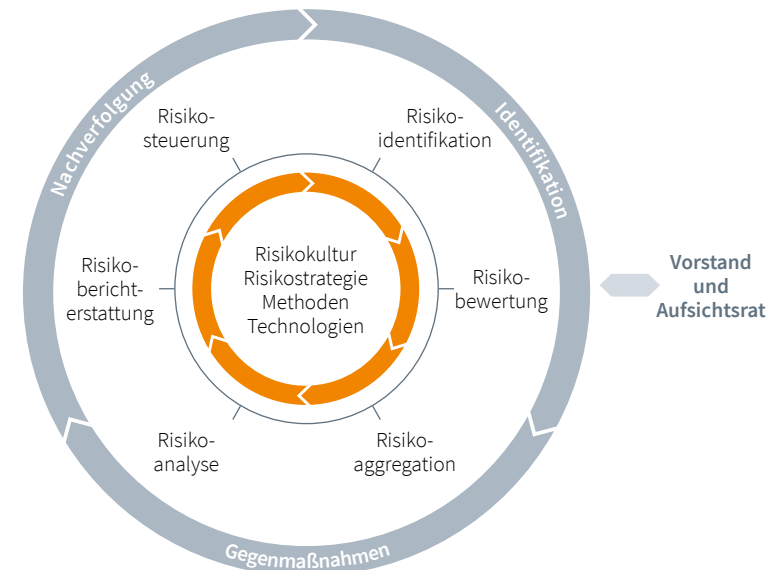 Nachverfolgung
Identifikation
Risiko-
steuerung
Risiko-
identifikation
Risikokultur
Risikostrategie
Methoden
Technologien
Risiko-
bericht-
erstattung
Risiko-
bewertung
Vorstand
und
Aufsichtsrat
Risiko-
analyse
Risiko-
aggregation
Gegenmaßnahmen